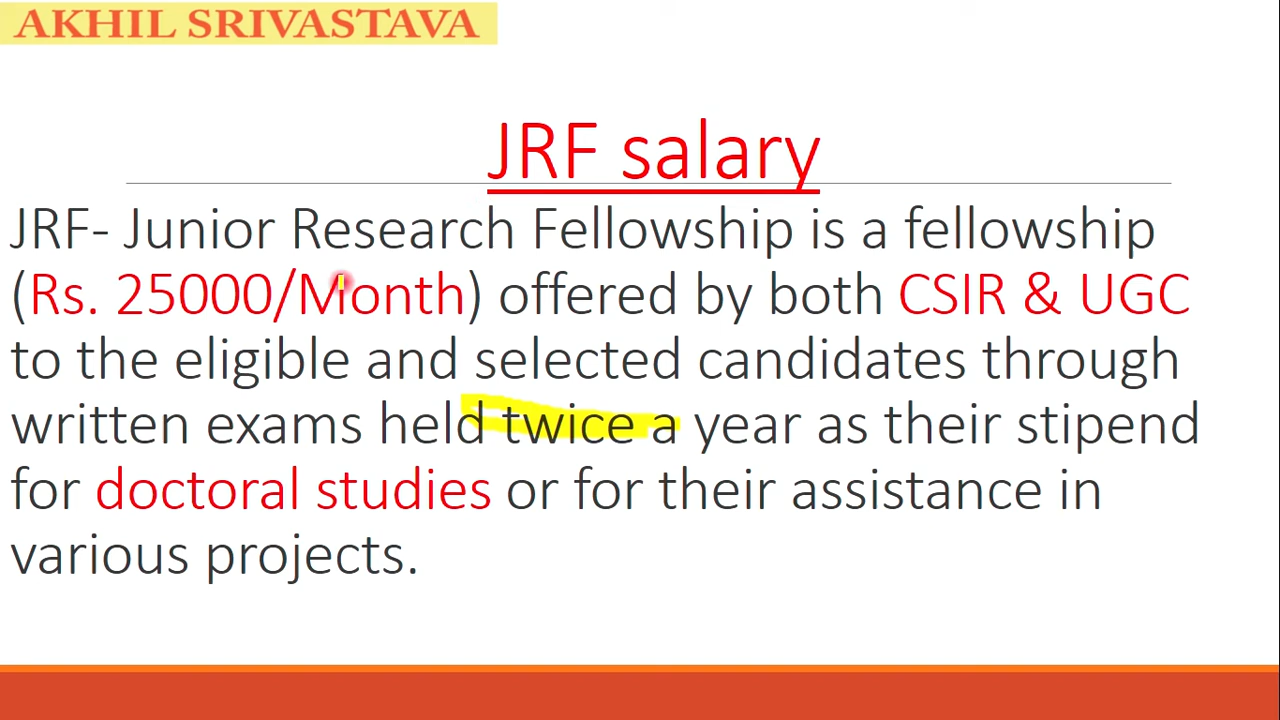 AKHIL SRIVASTAVA
JRF salary
JRF- Junior Research Fellowship is a fellowship
(Rs. 25000/Month) offered by both CSIR & UGC
to the eligible and selected candidates through
written exams held twice a year as their stipend
for doctoral studies or for their assistance in
various projects.